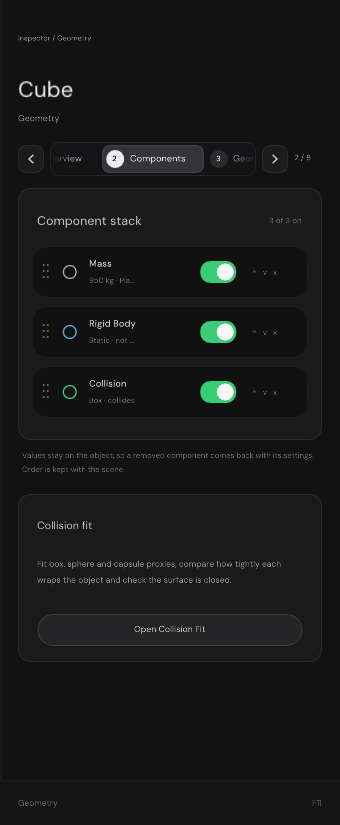 Inspector / Geometry
Cube
Geometry
2 Components 3
2 / 8
Component stack
3 of 3 on
Mass
^ v x
Rigid Body
Static · not ...
^ v x
Collision
Box · collides
^ v x
Values stay on the object, so a removed component comes back with its settings.
Order is kept with the scene.
Collision fit
Fit box, sphere and capsule proxies, compare how tightly each
wraps the object and check the surface is closed.
Open Collision Fit
Geometry
F11